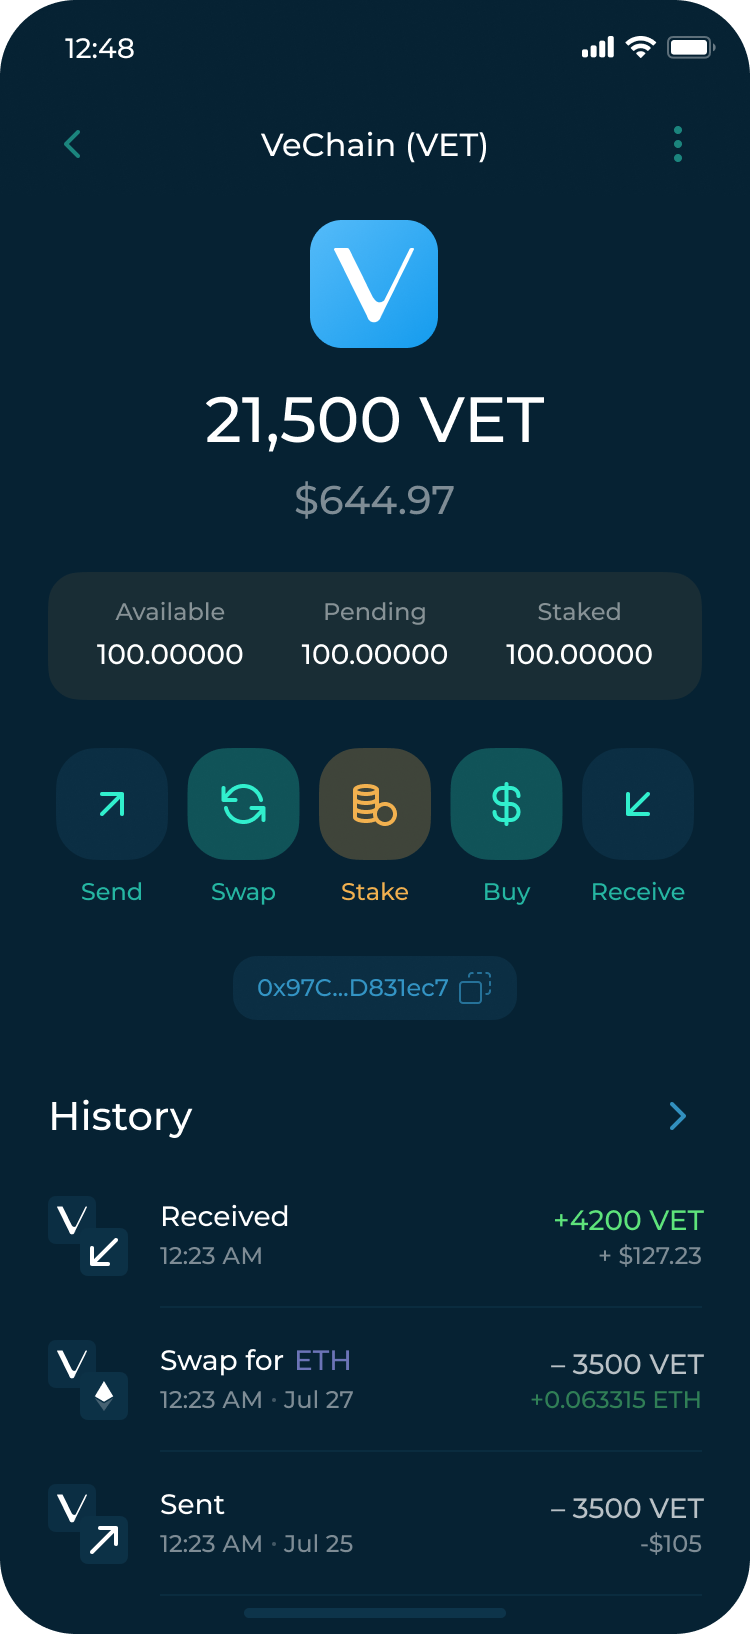 12:48
VeChain (VET)
21,500 VET
$644.97
Available Pending Staked
100.00000 100.00000 100.00000
Send Swap Stake Buy Receive
0x97C...D831ec7
History
Received +4200 VET
12:23 AM + $127.23
Swap for ETH – 3500 VET
12:23 AM · Jul 27 +0.063315 ETH
Sent – 3500 VET
12:23 AM · Jul 25 -$105